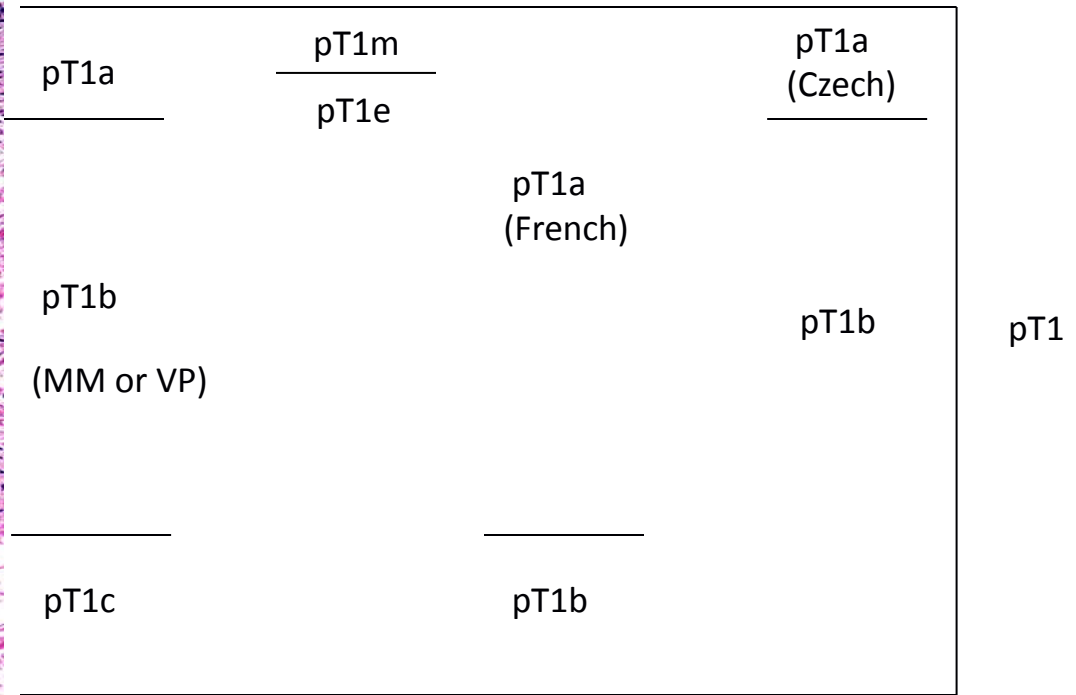 pT1a
pT1m
pT1e
pT1a
(Czech)
pT1a
(French)
pT1b
(MM or VP)
pT1b
pT1
pT1c
pT1b